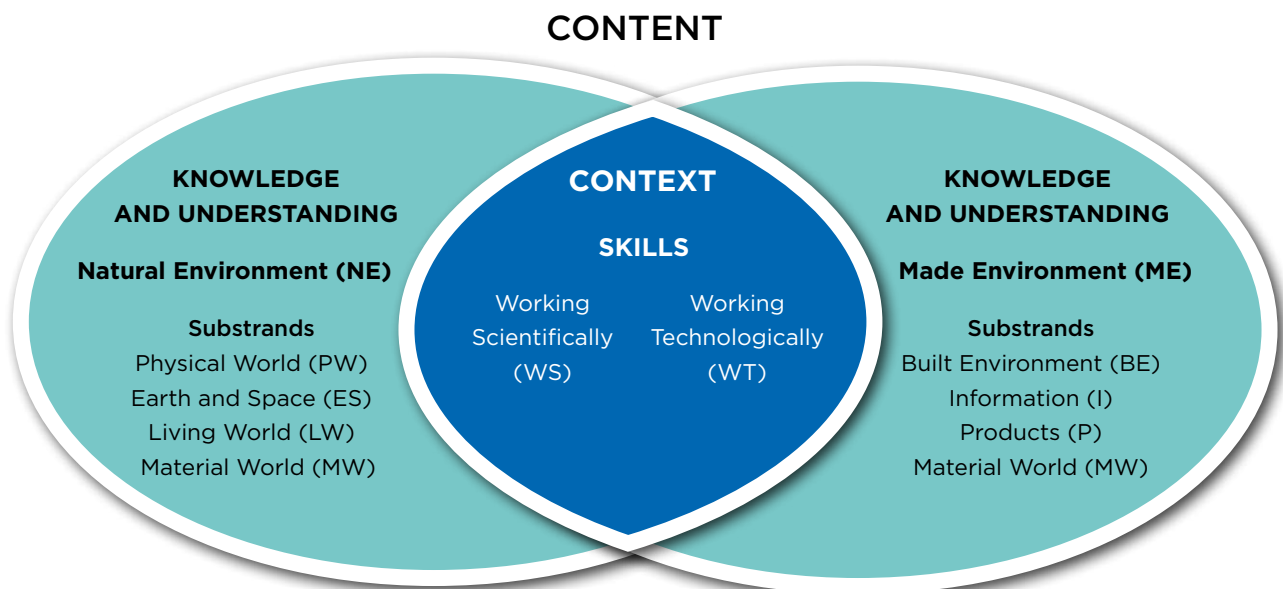 CONTENT
KNOWLEDGE
AND UNDERSTANDING
Natural Environment (NE)
Substrands
Physical World (PW)
Earth and Space (ES)
Living World (LW)
Material World (MW)
CONTEXT
SKILLS
Working
Scientifically
(WS)
Working
Technologically
(WT)
KNOWLEDGE
AND UNDERSTANDING
Made Environment (ME)
Substrands
Built Environment (BE)
Information (I)
Products (P)
Material World (MW)